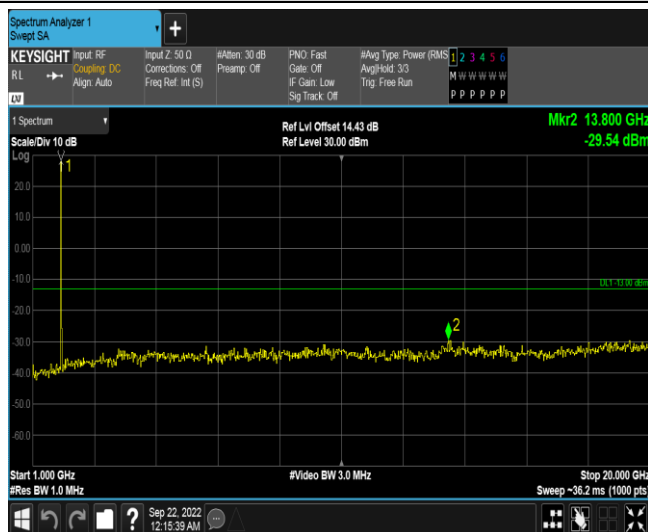 Spectrum Analyzer 1
Swept SA
+
KEYSIGHT
RL
LXI
Input: RF
Coupling: DC
Align: Auto
Input Z: 50 Ω
Corrections: Off
Freq Ref: Int (S)
#Atten: 30 dB
Preamp: Off
PNO: Fast
Gate: Off
IF Gain: Low
Sig Track: Off
#Avg Type: Power (RMS
Avg|Hold: 3/3
Trig: Free Run
1 2 3 4 5 6
M W W W W W
P P P P P P
1 Spectrum
Scale/Div 10 dB
Ref Lvl Offset 14.43 dB
Ref Level 30.00 dBm
Mkr2 13.800 GHz
-29.54 dBm
Log
1
20.0
10.0
0.00
-10.0
DL1 -13.00 dBm
2
-20.0
-30.0
-40.0
-50.0
-60.0
Start 1.000 GHz
#Res BW 1.0 MHz
#Video BW 3.0 MHz
Stop 20.000 GHz
Sweep ~36.2 ms (1000 pts)
?
Sep 22, 2022
12:15:39 AM